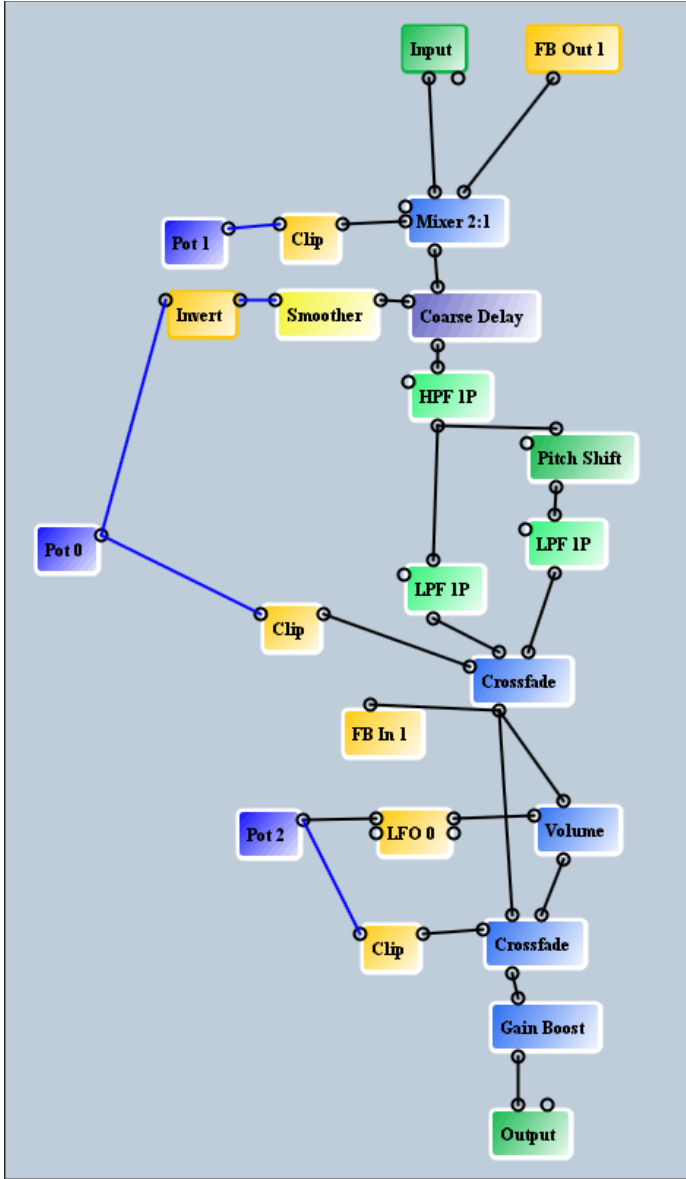 Input
FB Out 1
Mixer 2:1
Pot 1
Clip
Invert
Smoother
Coarse Delay
HPF 1P
Pitch Shift
Pot 0
LPF 1P
LPF 1P
Clip
Crossfade
FB In 1
Pot 2
LFO 0
Volume
Clip
Crossfade
Gain Boost
Output